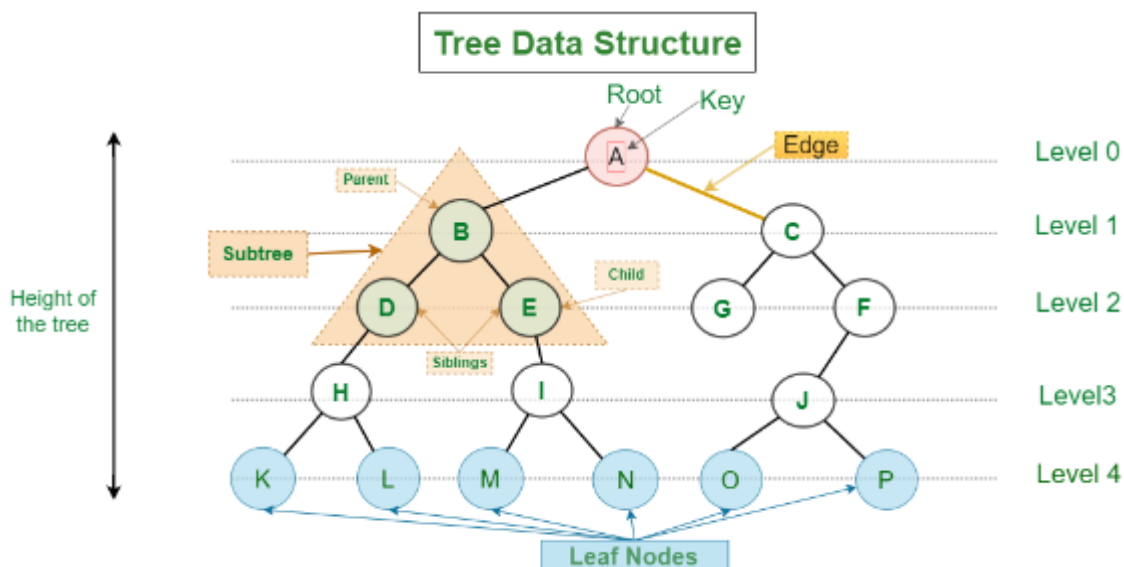 Tree Data Structure
Root
Key
A
Edge
Level 0
Parent
B
C
Level 1
Subtree
Child
Height of
the tree
D
E
G
F
Level 2
Siblings
H
I
J
Level3
K
L
M
N
O
P
Level 4
Leaf Nodes